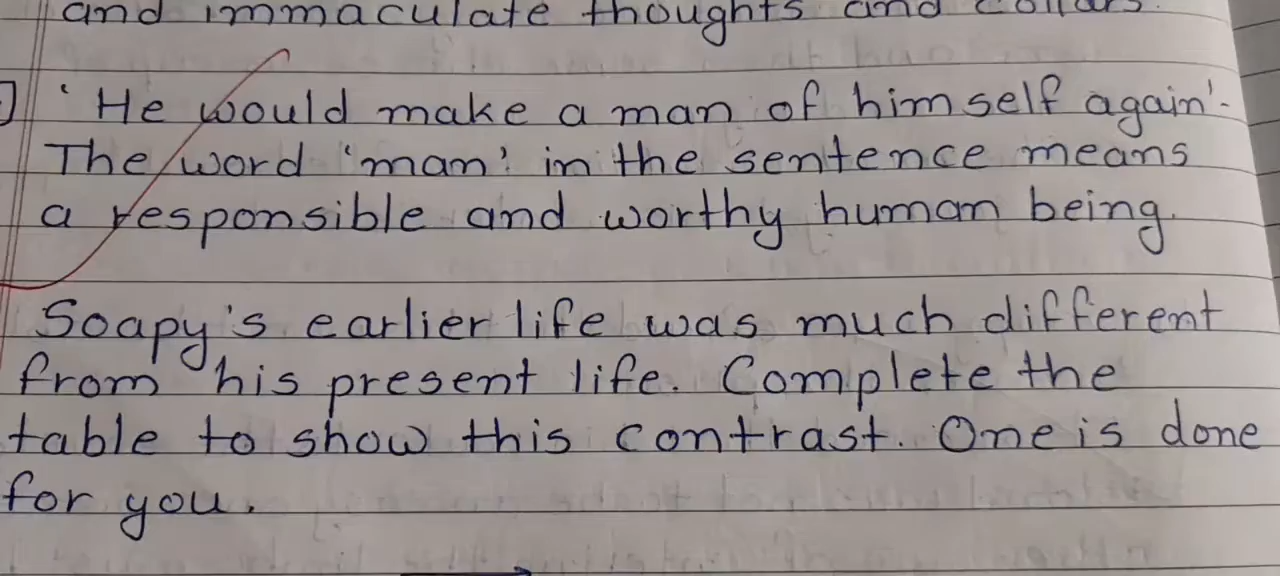 and immaculate thoughts and collars.
'He would make a man of himself again'-
The word 'man' in the sentence means
a responsible and worthy human being.
Soapy's earlier life was much different
from his present life. Complete the
table to show this contrast. One is done
for you.